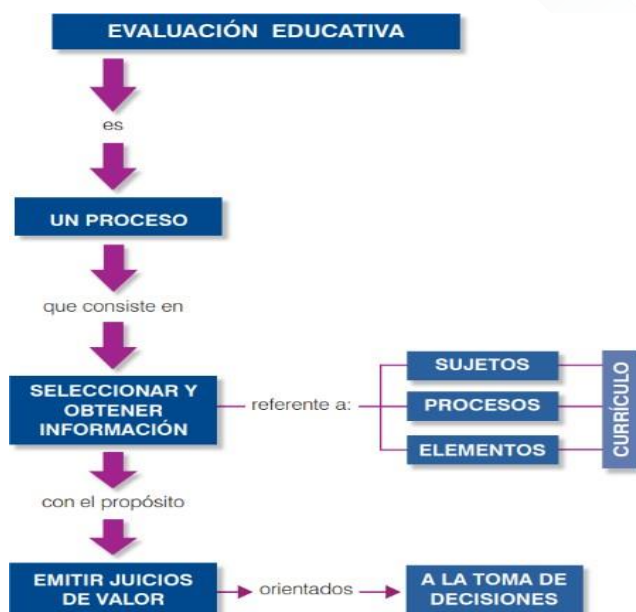 EVALUACIÓN EDUCATIVA
es
UN PROCESO
que consiste en
SELECCIONAR Y
OBTENER
INFORMACIÓN
referente a:
SUJETOS
PROCESOS
ELEMENTOS
CURRÍCULO
con el propósito
EMITIR JUICIOS
DE VALOR
orientados
A LA TOMA DE
DECISIONES